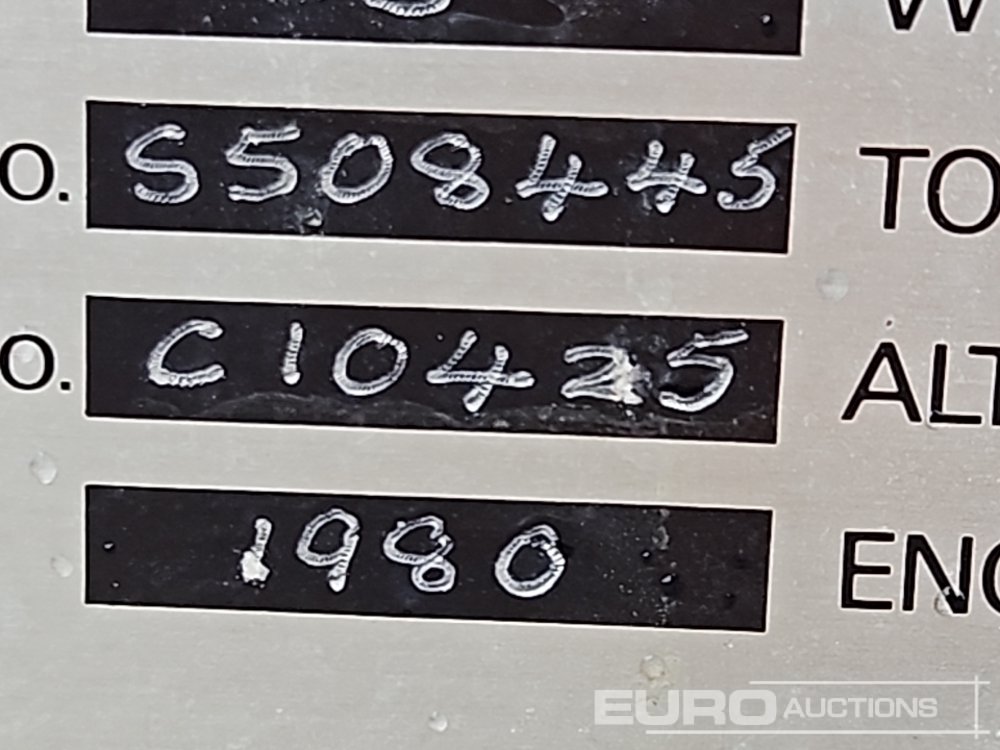 W
O. S508445 TO
O. C10425 ALT
1980 EN
EURO AUCTIONS